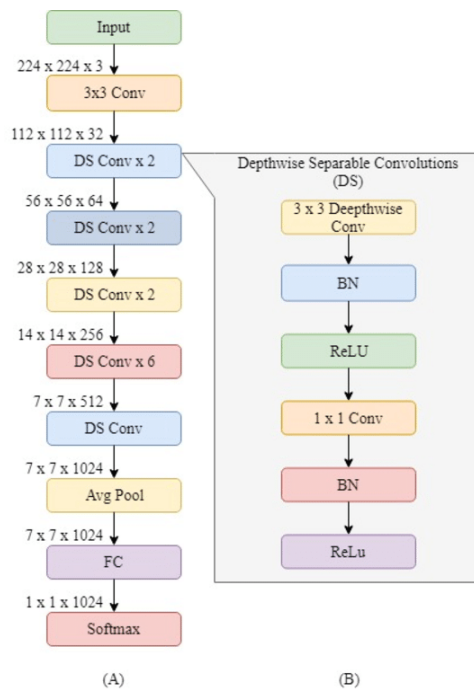 Input
224 x 224 x 3
3x3 Conv
112 x 112 x 32
DS Conv x 2
56 x 56 x 64
DS Conv x 2
28 x 28 x 128
DS Conv x 2
14 x 14 x 256
DS Conv x 6
7 x 7 x 512
DS Conv
7 x 7 x 1024
Avg Pool
7 x 7 x 1024
FC
1 x 1 x 1024
Softmax
(A)
Depthwise Separable Convolutions
(DS)
3 x 3 Deepthwise
Conv
BN
ReLU
1 x 1 Conv
BN
ReLu
(B)